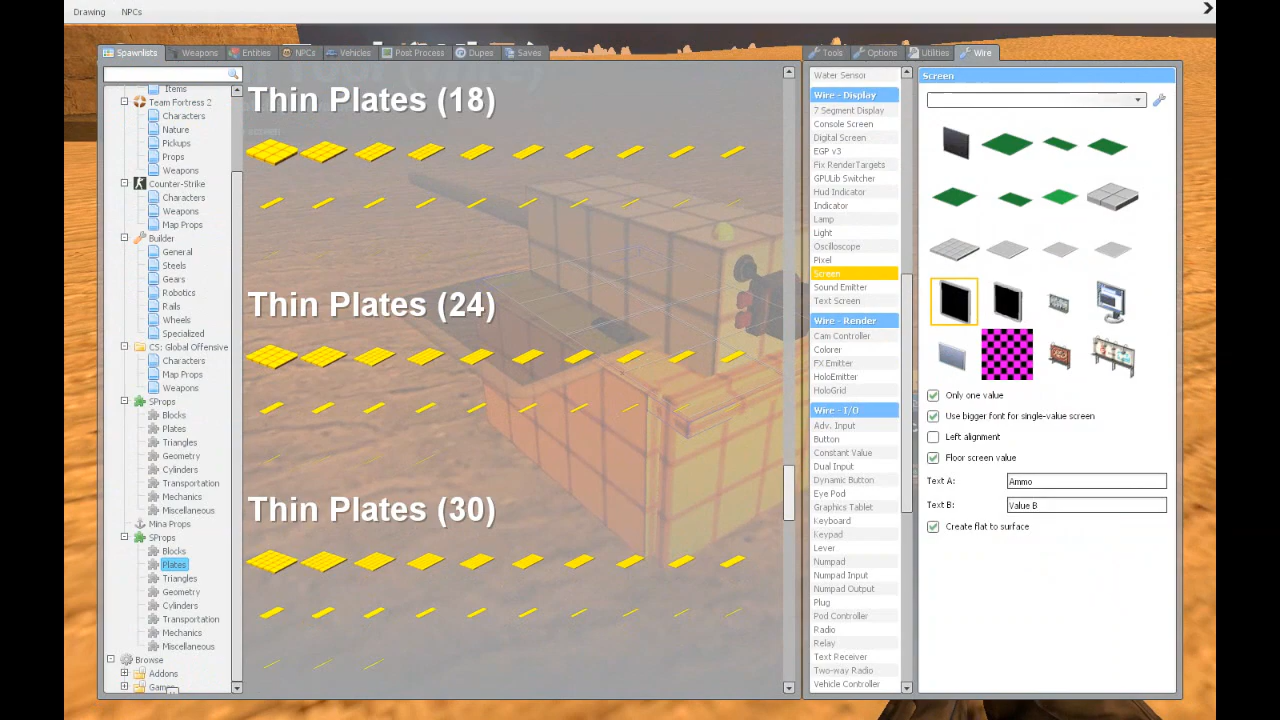 Drawing NPCs
Spawnlists Weapons Entities NPCs Vehicles Post Process Dupes Saves
Tools Options Utilities Wire
Items
Team Fortress 2
Characters
Nature
Pickups
Props
Weapons
Counter-Strike
Characters
Weapons
Map Props
Builder
General
Steels
Gears
Robotics
Rails
Wheels
Specialized
CS: Global Offensive
Characters
Map Props
Weapons
SProps
Blocks
Plates
Triangles
Geometry
Cylinders
Transportation
Mechanics
Miscellaneous
Mina Props
SProps
Blocks
Plates
Triangles
Geometry
Cylinders
Transportation
Mechanics
Miscellaneous
Browse
Addons
Games
Thin Plates (18)
Thin Plates (24)
Thin Plates (30)
Water Sensor
Wire - Display
7 Segment Display
Console Screen
Digital Screen
EGP v3
Fix RenderTargets
GPULib Switcher
Hud Indicator
Indicator
Lamp
Light
Oscilloscope
Pixel
Screen
Sound Emitter
Text Screen
Wire - Render
Cam Controller
Colorer
FX Emitter
HoloEmitter
HoloGrid
Wire - I/O
Adv. Input
Button
Constant Value
Dual Input
Dynamic Button
Eye Pod
Graphics Tablet
Keyboard
Keypad
Lever
Numpad
Numpad Input
Numpad Output
Plug
Pod Controller
Radio
Relay
Text Receiver
Two-way Radio
Vehicle Controller
Screen
Only one value
Use bigger font for single-value screen
Left alignment
Floor screen value
Text A: Ammo
Text B: Value B
Create flat to surface